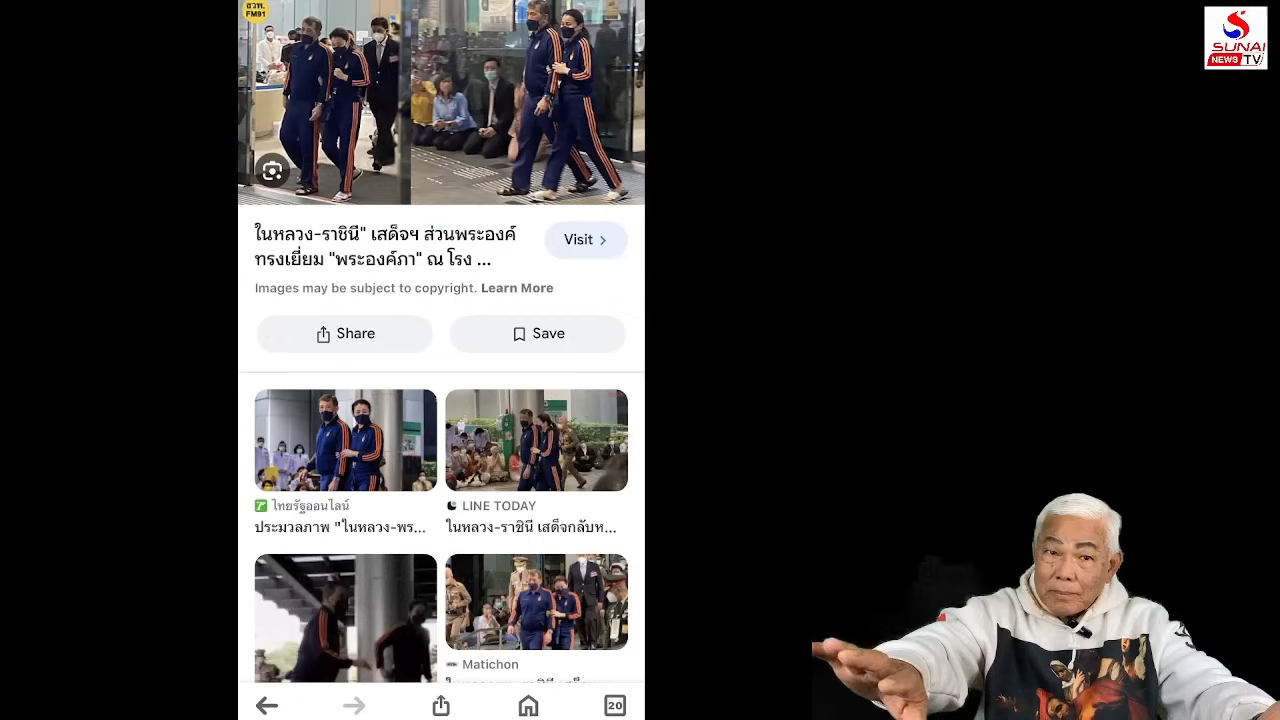 สวพ.
FM91
SUNAI
NEWS TV
ในหลวง-ราชินี" เสด็จฯ ส่วนพระองค์
ทรงเยี่ยม "พระองค์ภา" ณ โรง ...
Visit
Images may be subject to copyright. Learn More
Share
Save
ไทยรัฐออนไลน์
LINE TODAY
ประมวลภาพ "ในหลวง-พร...
ในหลวง-ราชินี เสด็จกลับห...
Matichon
20